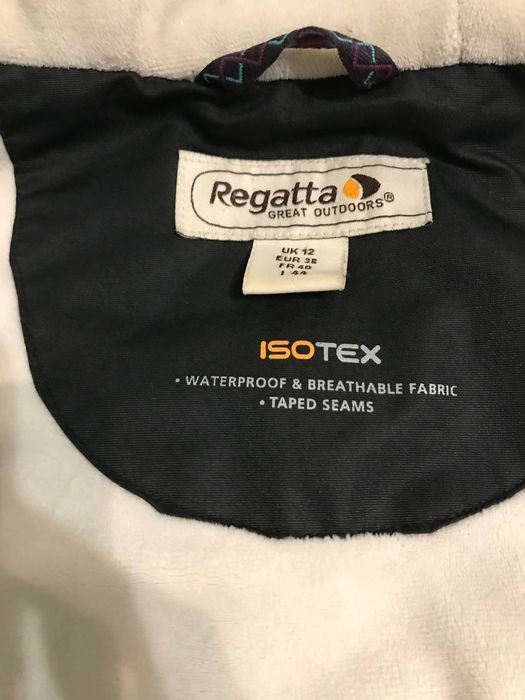 Regatta
GREAT OUTDOORS®
UK 12
EUR 38
FR 40
I 44
ISOTEX
• WATERPROOF & BREATHABLE FABRIC
• TAPED SEAMS